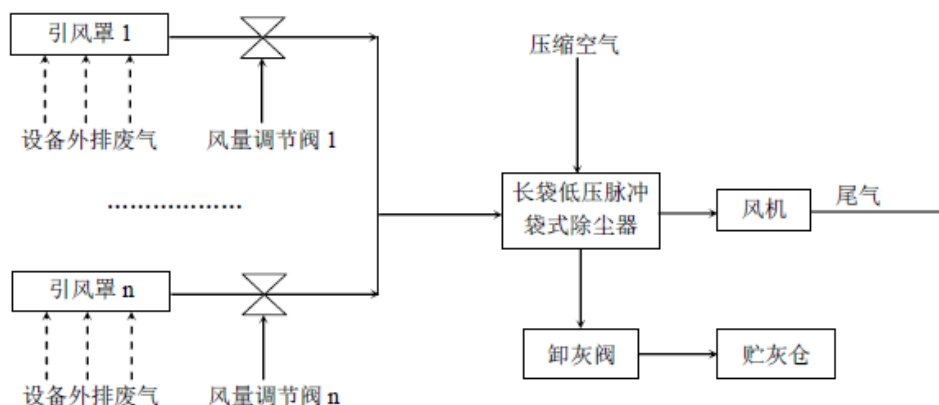 引风罩 1
压缩空气
设备外排废气
风量调节阀 1
长袋低压脉冲
袋式除尘器
风机
尾气
引风罩 n
卸灰阀
贮灰仓
设备外排废气
风量调节阀 n